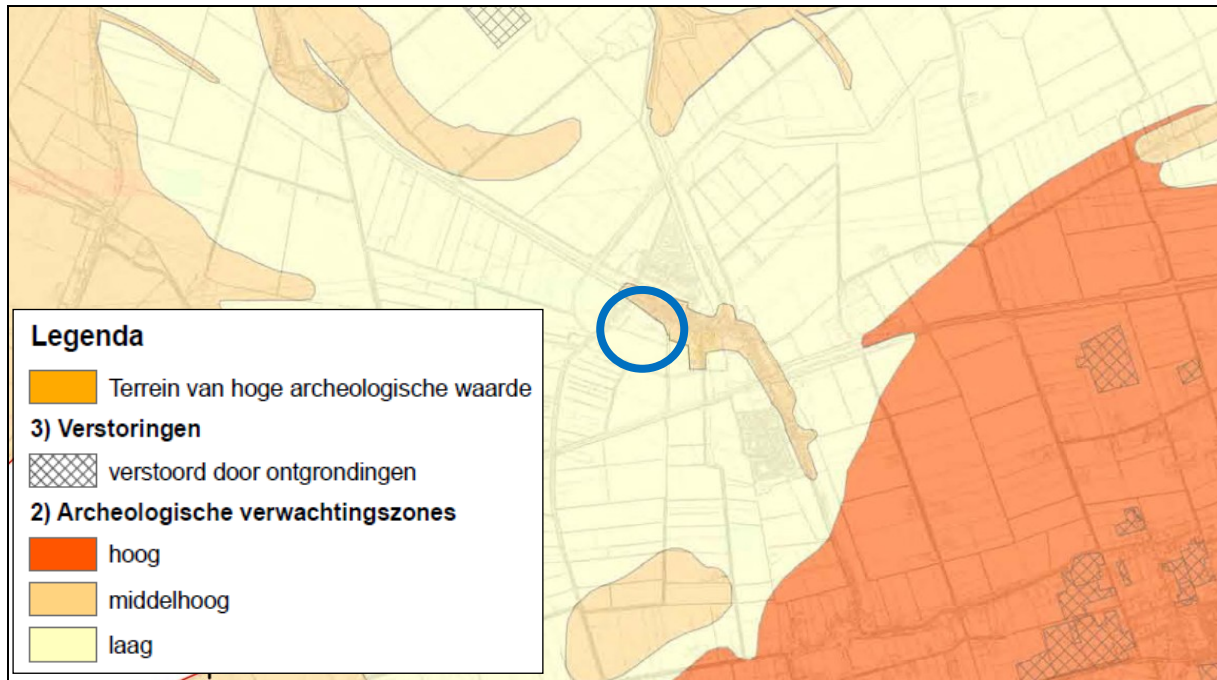 Legenda
Terrein van hoge archeologische waarde
3) Verstoringen
verstoord door ontgrondingen
2) Archeologische verwachtingszones
hoog
middelhoog
laag